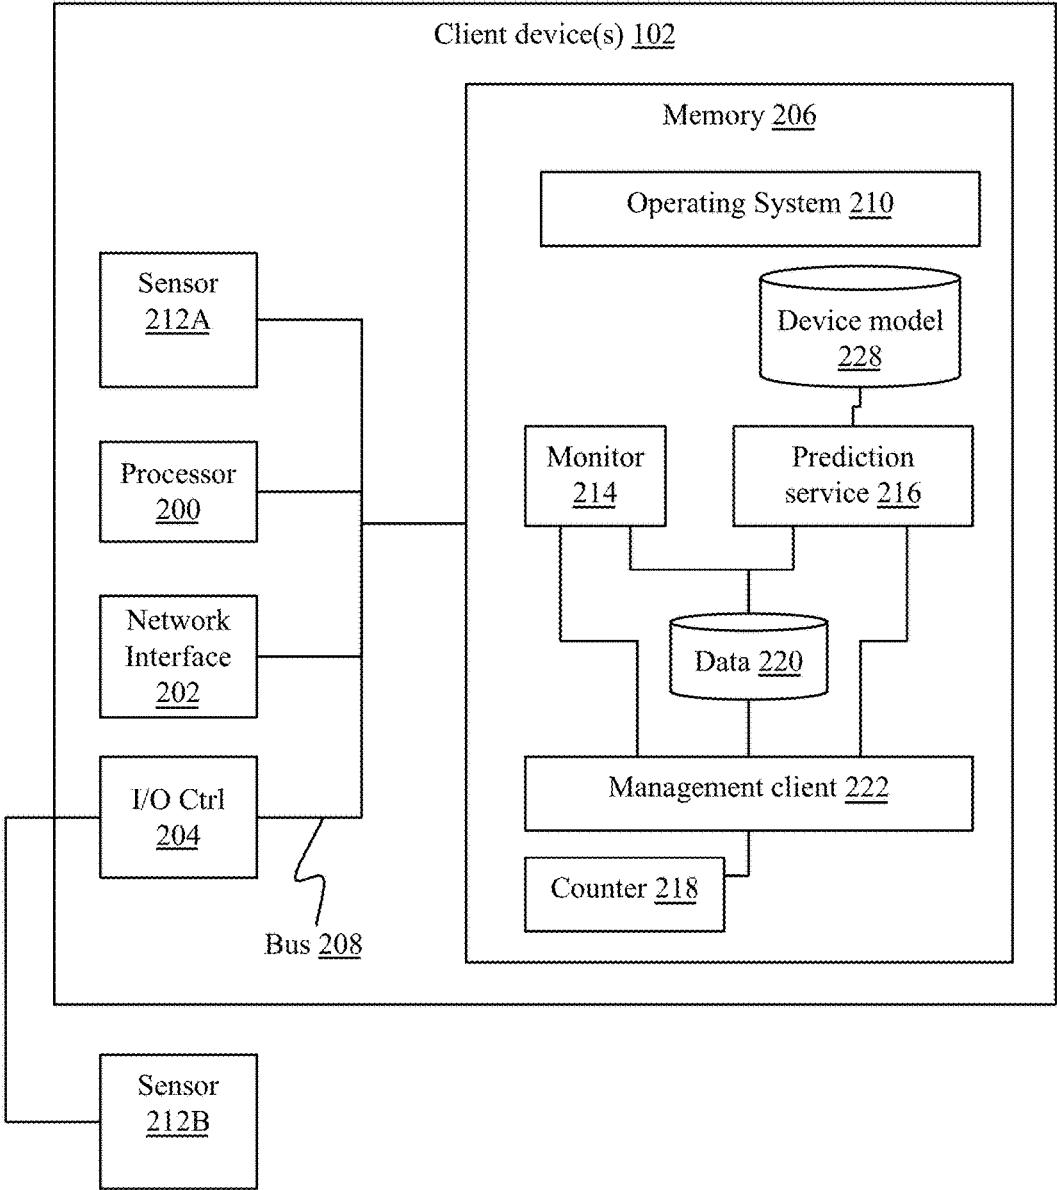 Client device(s) 102
Memory 206
Operating System 210
Sensor
212A
Device model
228
Processor
200
Monitor
214
Prediction
service 216
Network
Interface
202
Data 220
I/O Ctrl
204
Management client 222
Counter 218
Bus 208
Sensor
212B